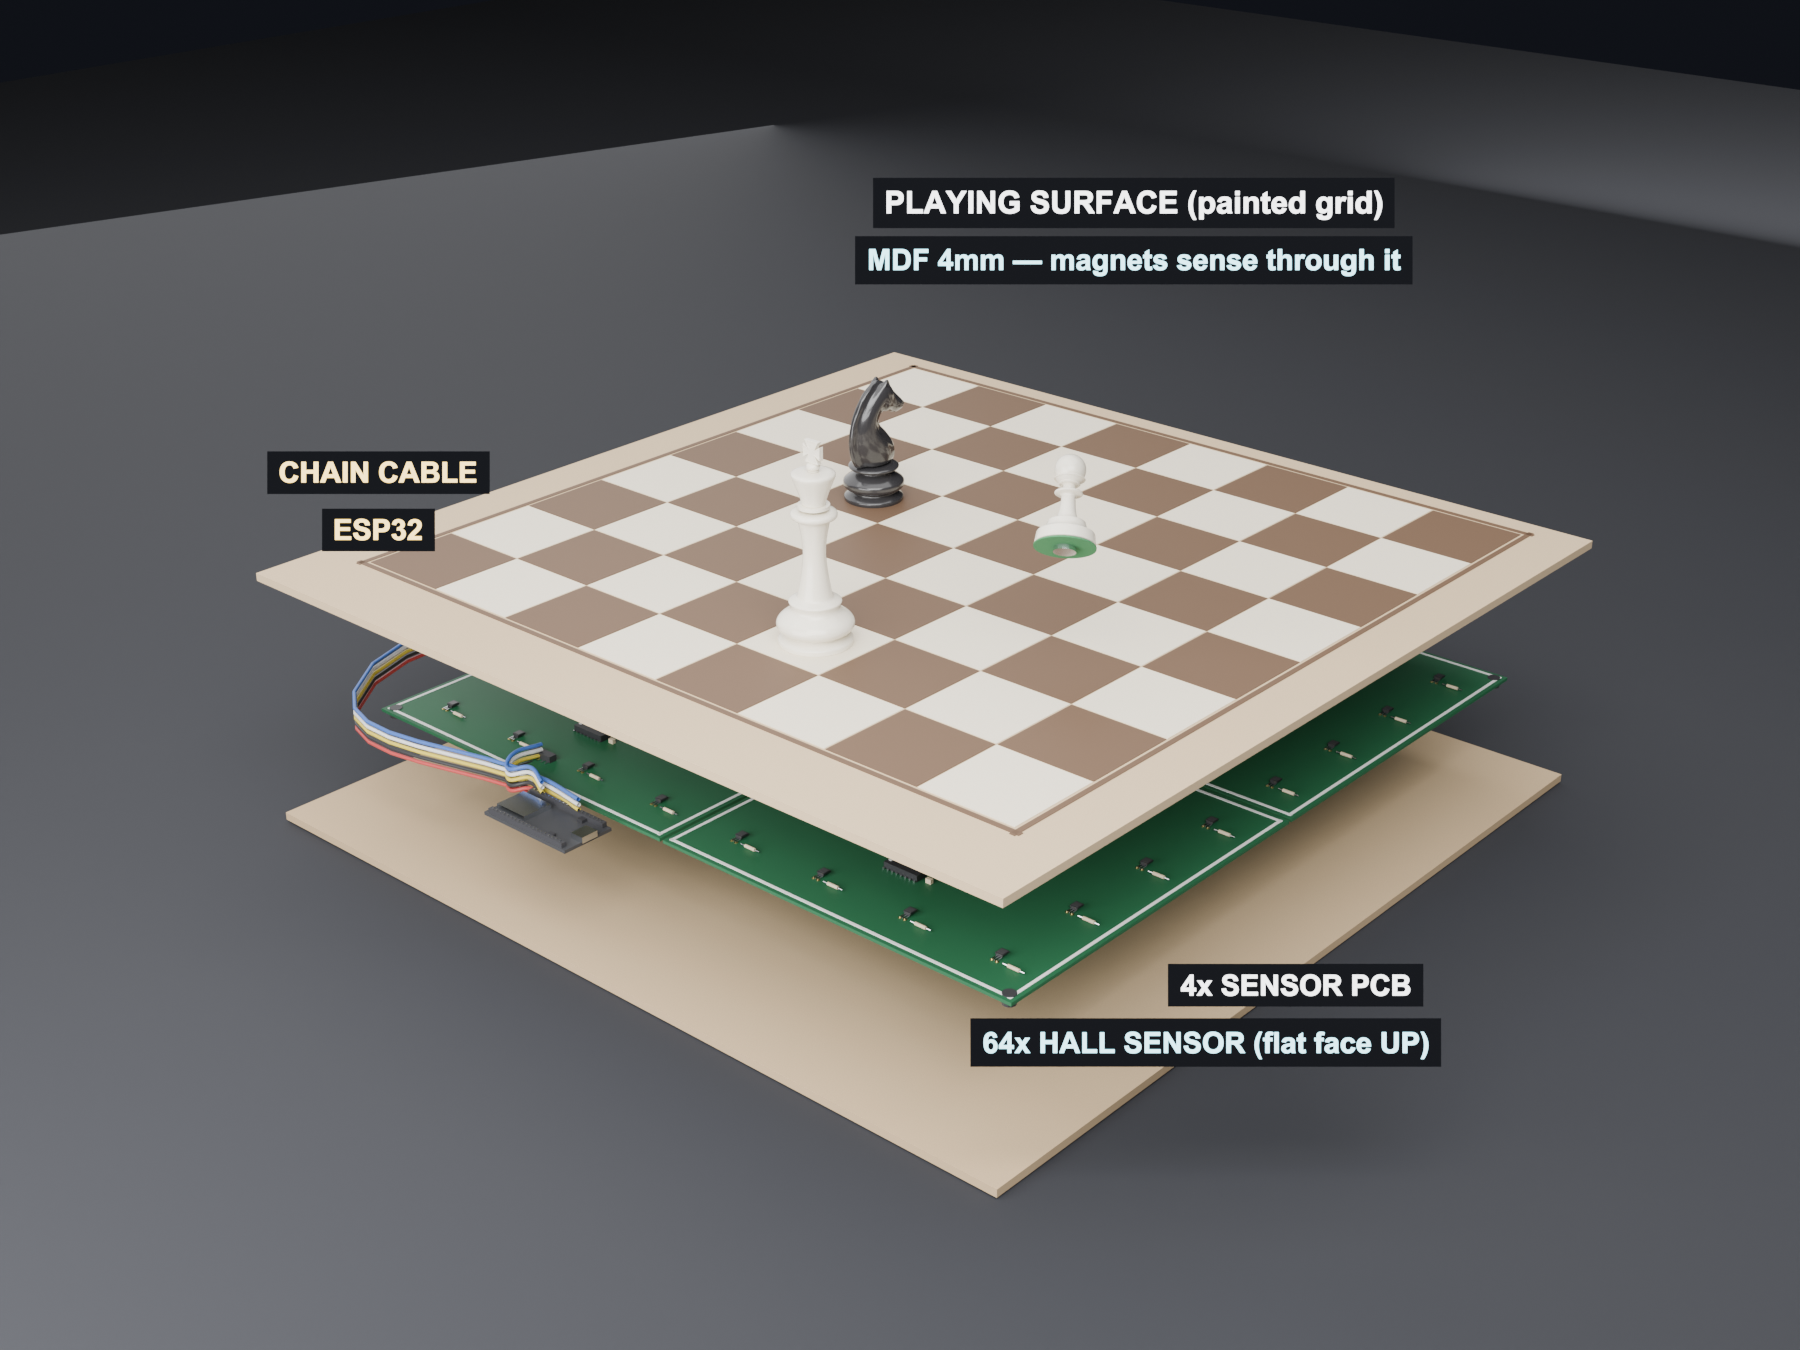 PLAYING SURFACE (painted grid)
MDF 4mm — magnets sense through it
CHAIN CABLE
ESP32
4x SENSOR PCB
64x HALL SENSOR (flat face UP)